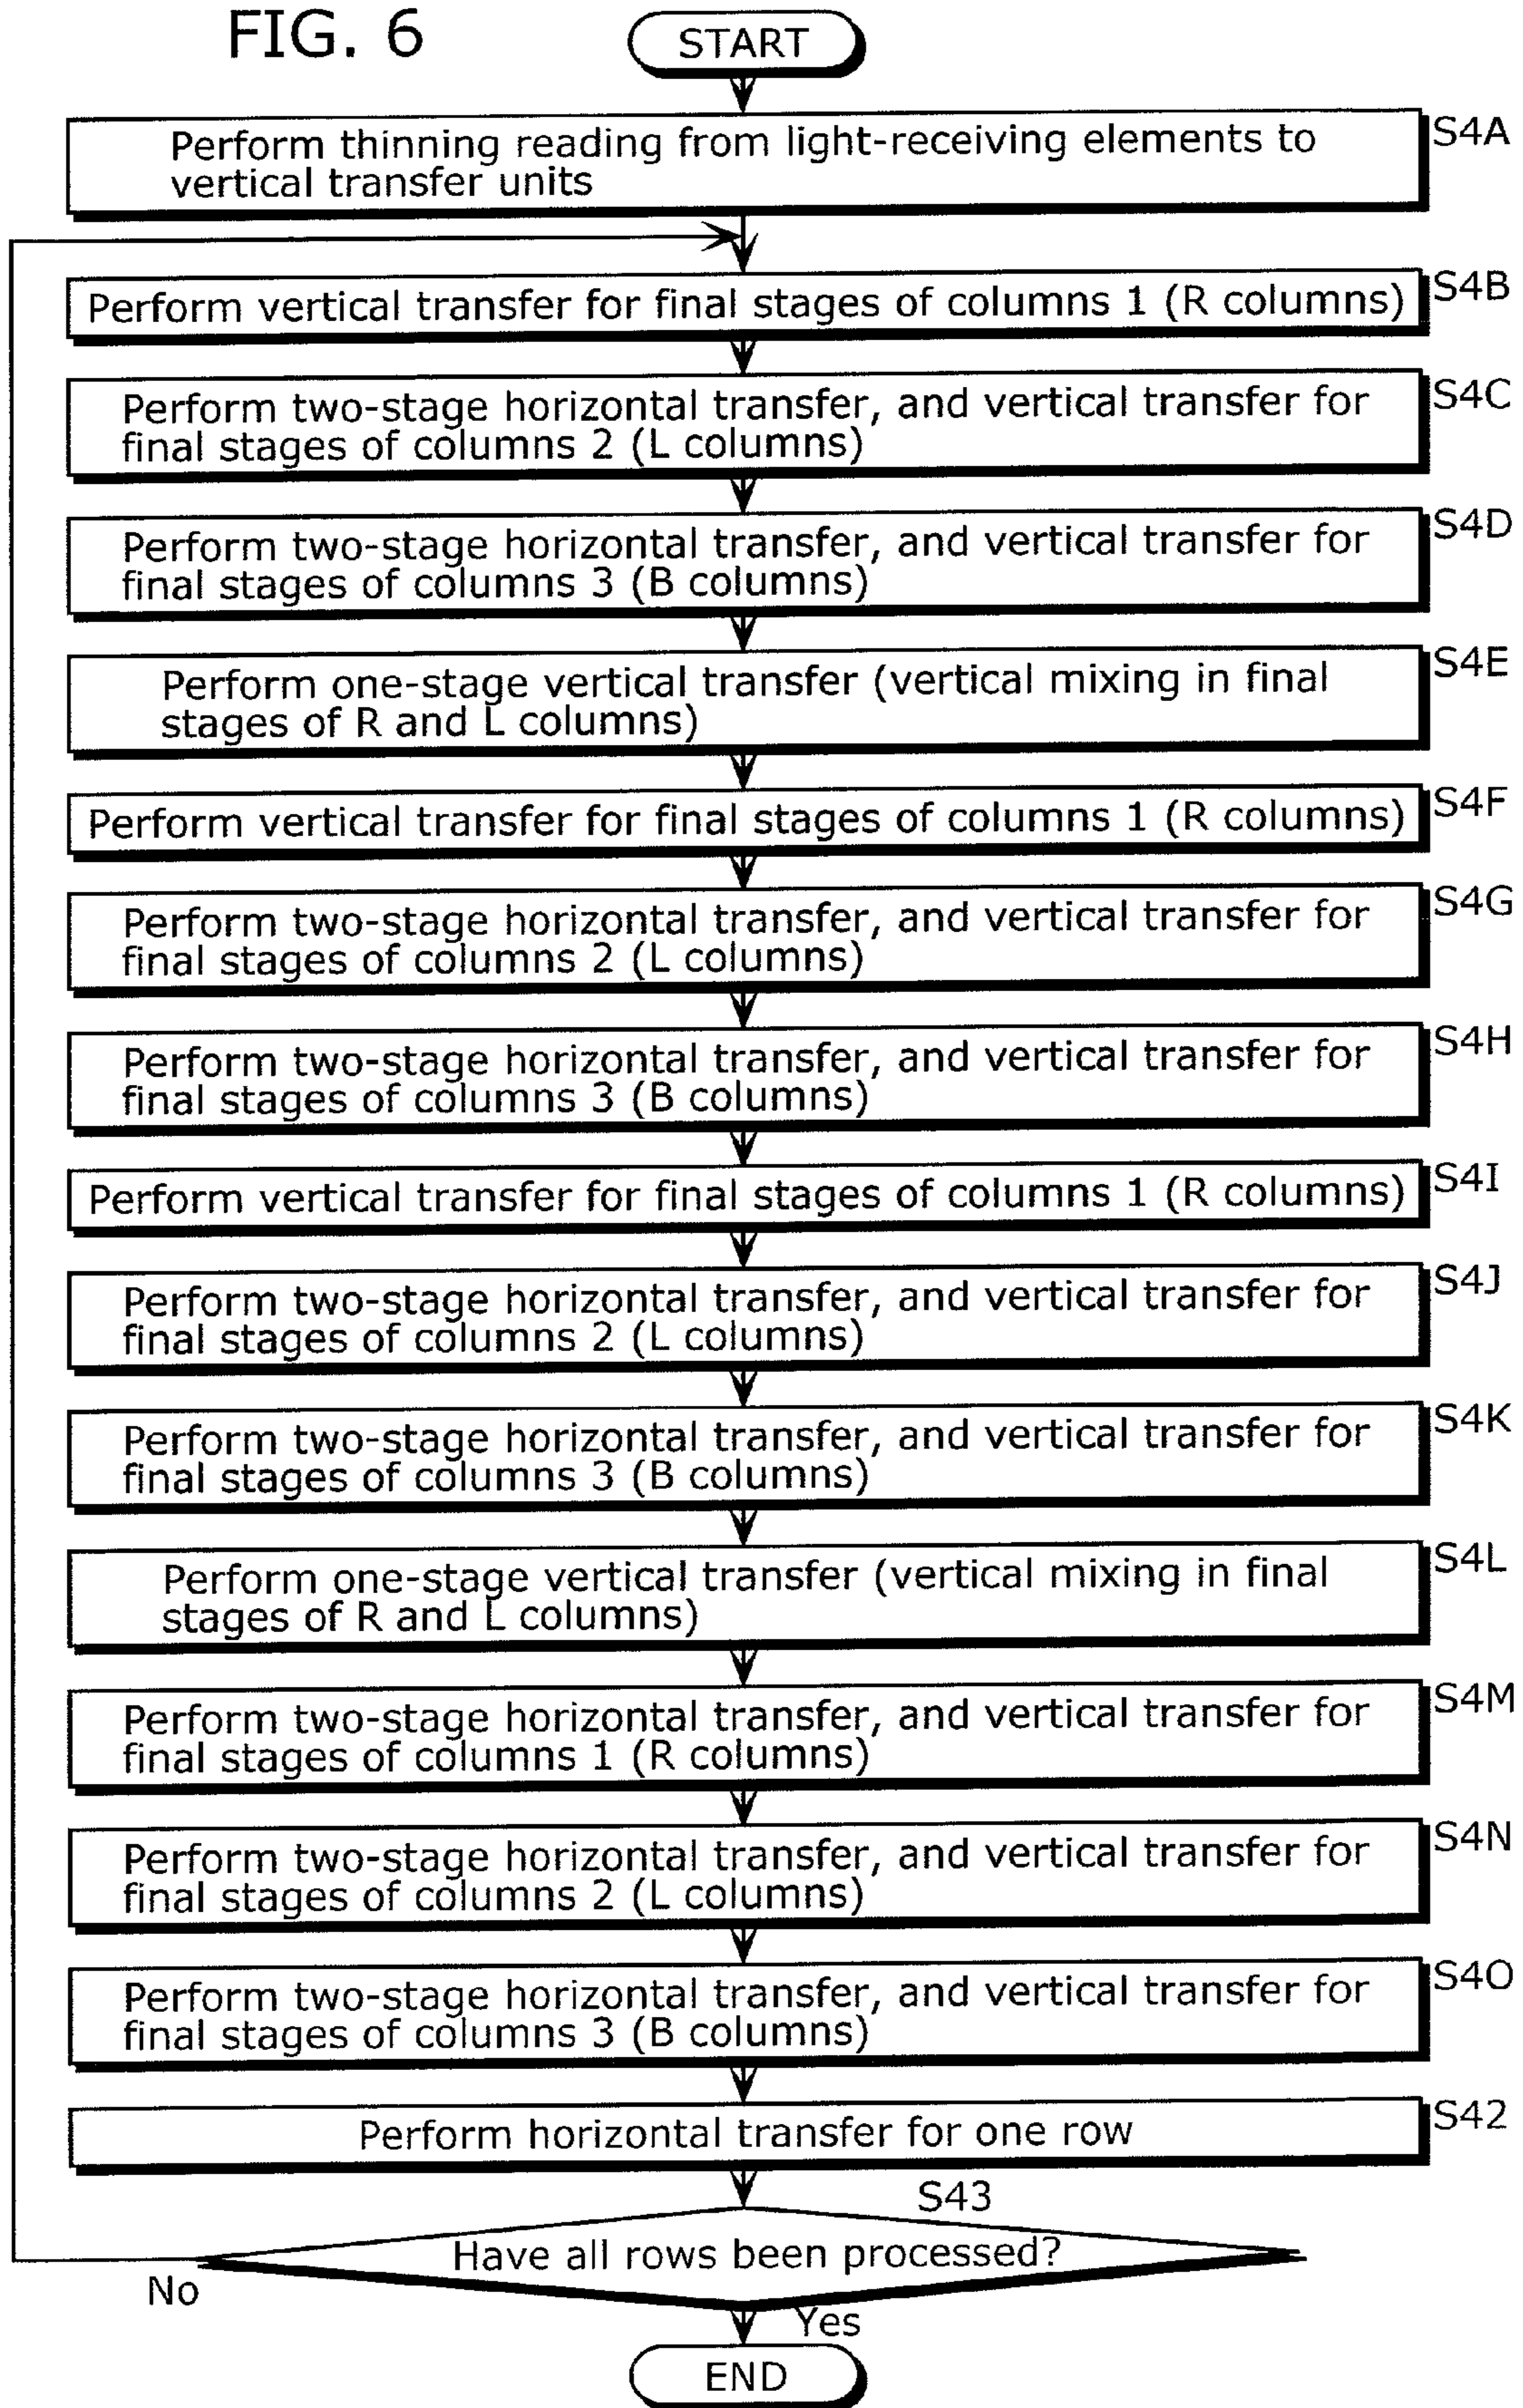 FIG. 6
START
Perform thinning reading from light-receiving elements to
vertical transfer units
S4A
Perform vertical transfer for final stages of columns 1 (R columns)
S4B
Perform two-stage horizontal transfer, and vertical transfer for
final stages of columns 2 (L columns)
S4C
Perform two-stage horizontal transfer, and vertical transfer for
final stages of columns 3 (B columns)
S4D
Perform one-stage vertical transfer (vertical mixing in final
stages of R and L columns)
S4E
Perform vertical transfer for final stages of columns 1 (R columns)
S4F
Perform two-stage horizontal transfer, and vertical transfer for
final stages of columns 2 (L columns)
S4G
Perform two-stage horizontal transfer, and vertical transfer for
final stages of columns 3 (B columns)
S4H
Perform vertical transfer for final stages of columns 1 (R columns)
S4I
Perform two-stage horizontal transfer, and vertical transfer for
final stages of columns 2 (L columns)
S4J
Perform two-stage horizontal transfer, and vertical transfer for
final stages of columns 3 (B columns)
S4K
Perform one-stage vertical transfer (vertical mixing in final
stages of R and L columns)
S4L
Perform two-stage horizontal transfer, and vertical transfer for
final stages of columns 1 (R columns)
S4M
Perform two-stage horizontal transfer, and vertical transfer for
final stages of columns 2 (L columns)
S4N
Perform two-stage horizontal transfer, and vertical transfer for
final stages of columns 3 (B columns)
S4O
Perform horizontal transfer for one row
S42
S43
Have all rows been processed?
No
Yes
END